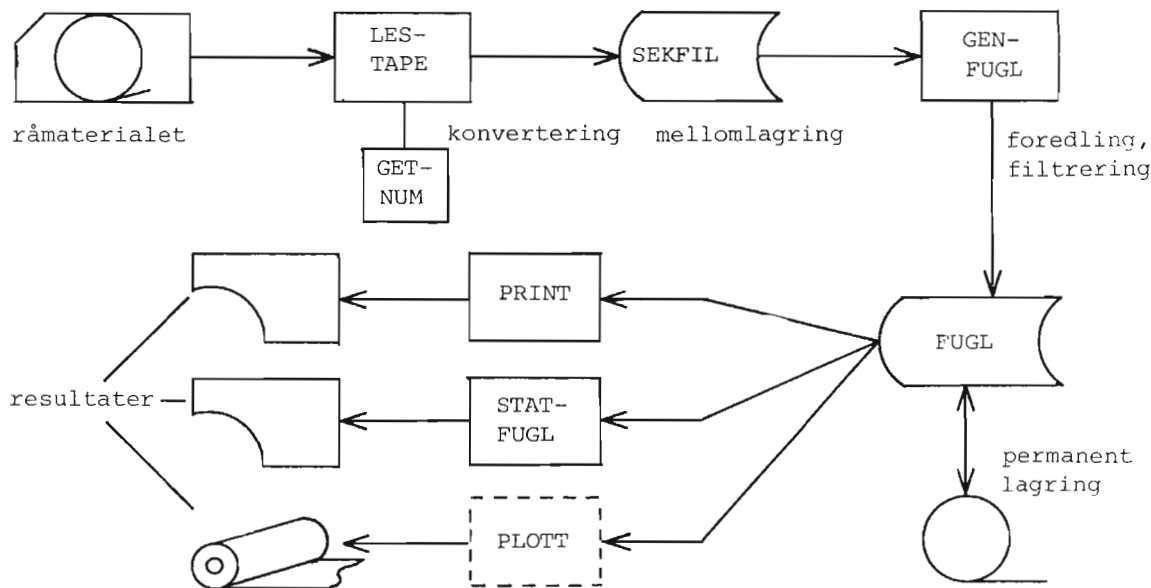 LES-
TAPE
SEKFIL
GEN-
FUGL
råmaterialet
konvertering
mellomlagring
foredling,
filtrering
GET-
NUM
PRINT
FUGL
resultater
STAT-
FUGL
permanent
lagring
PLOTT